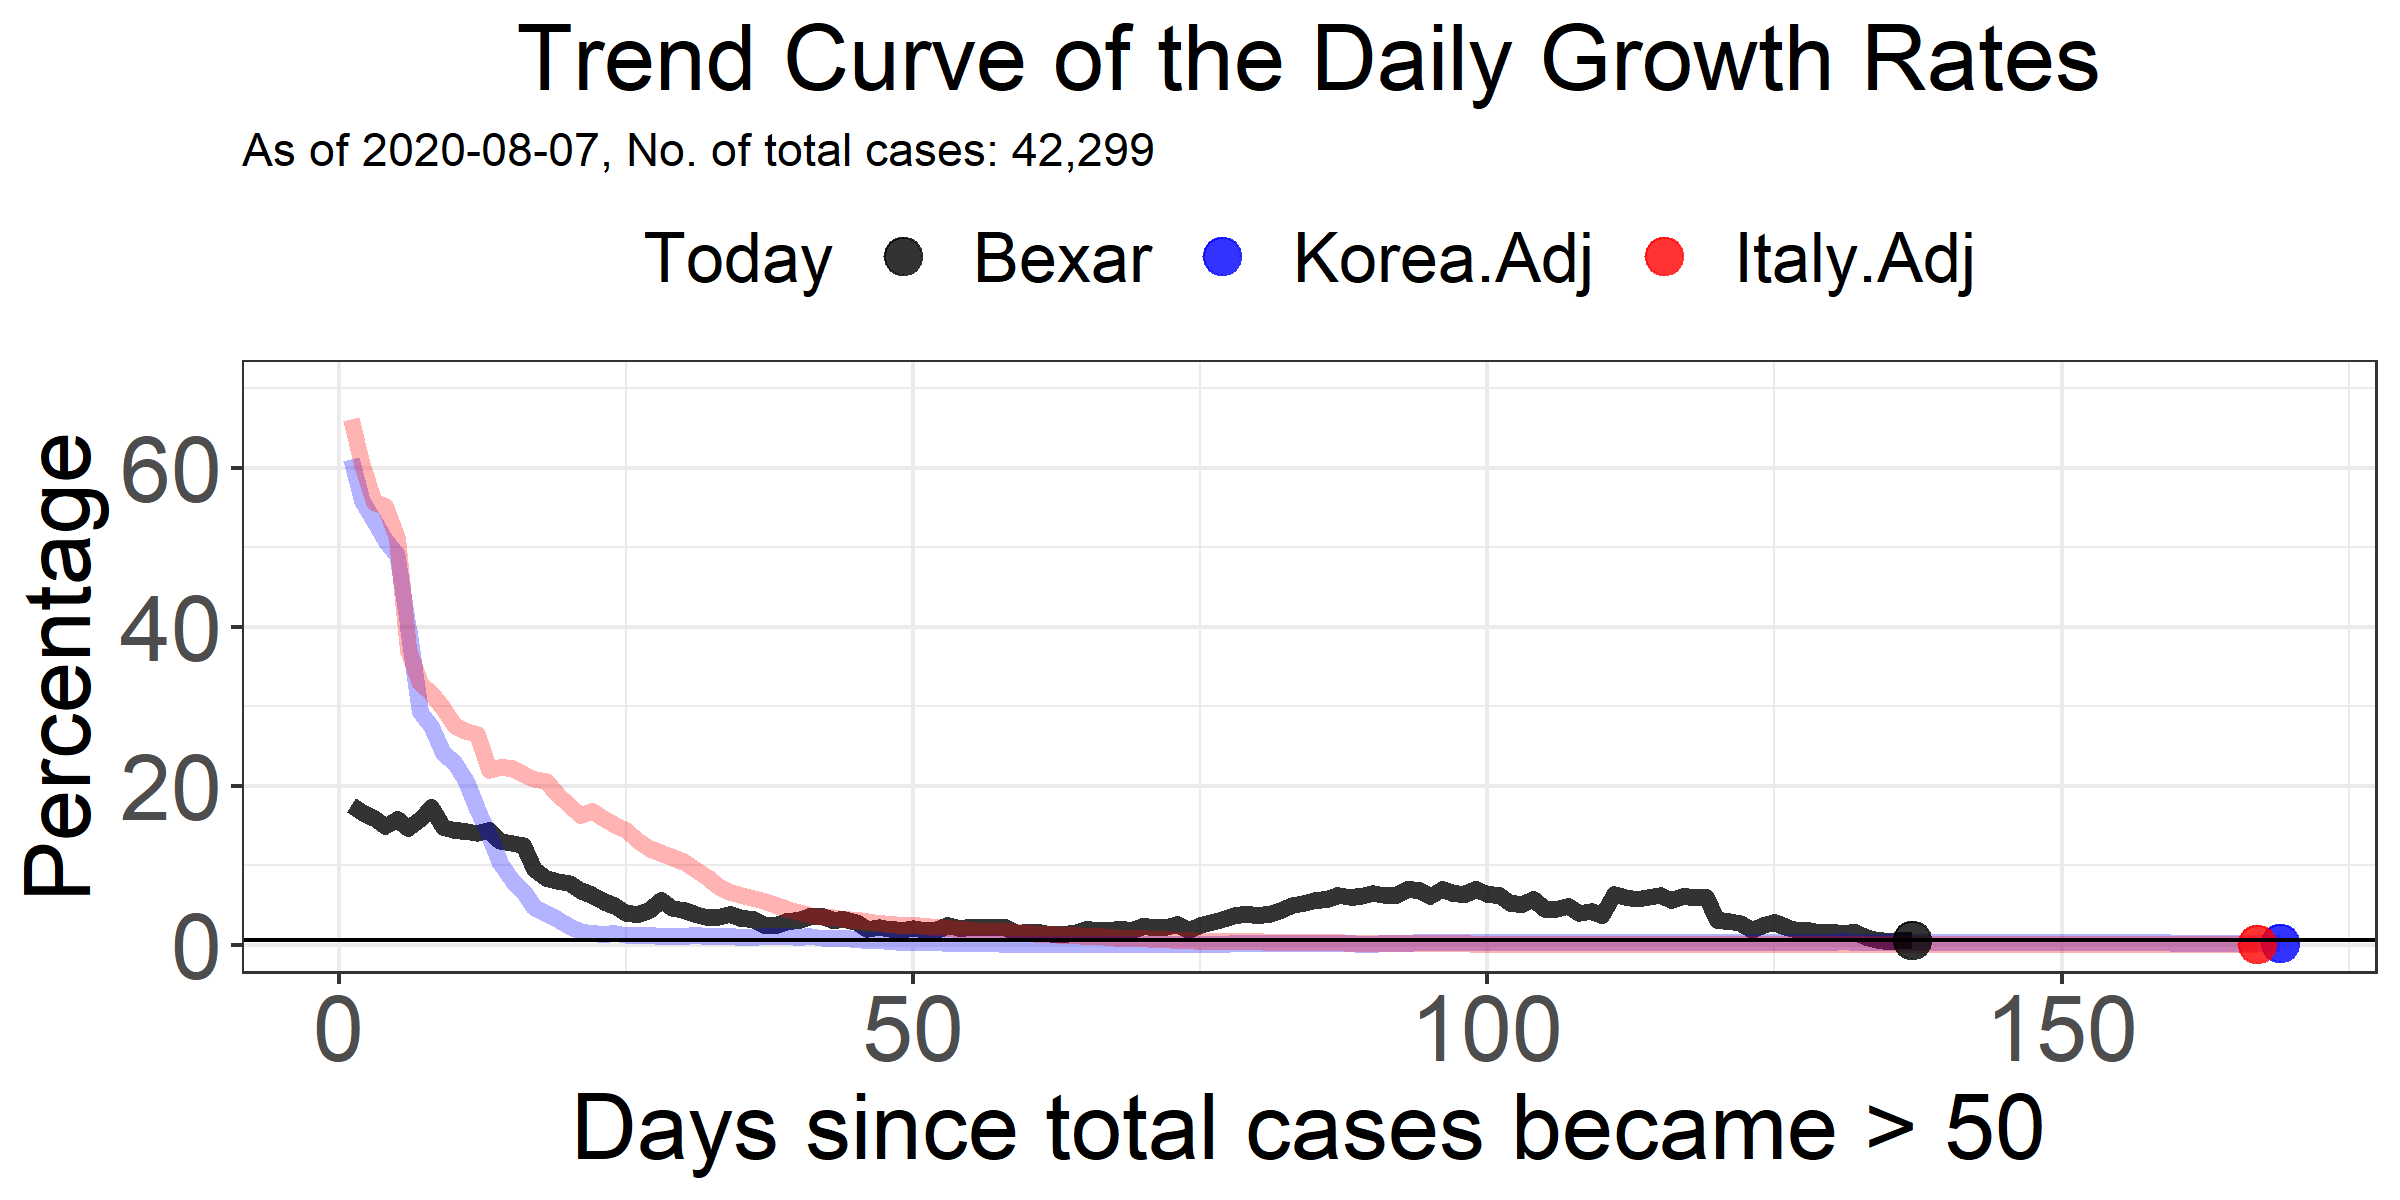 Trend Curve of the Daily Growth Rates
As of 2020-08-07, No. of total cases: 42,299
Today Bexar Korea.Adj Italy.Adj
Percentage
60
40
20
0
0 50 100 150
Days since total cases became > 50